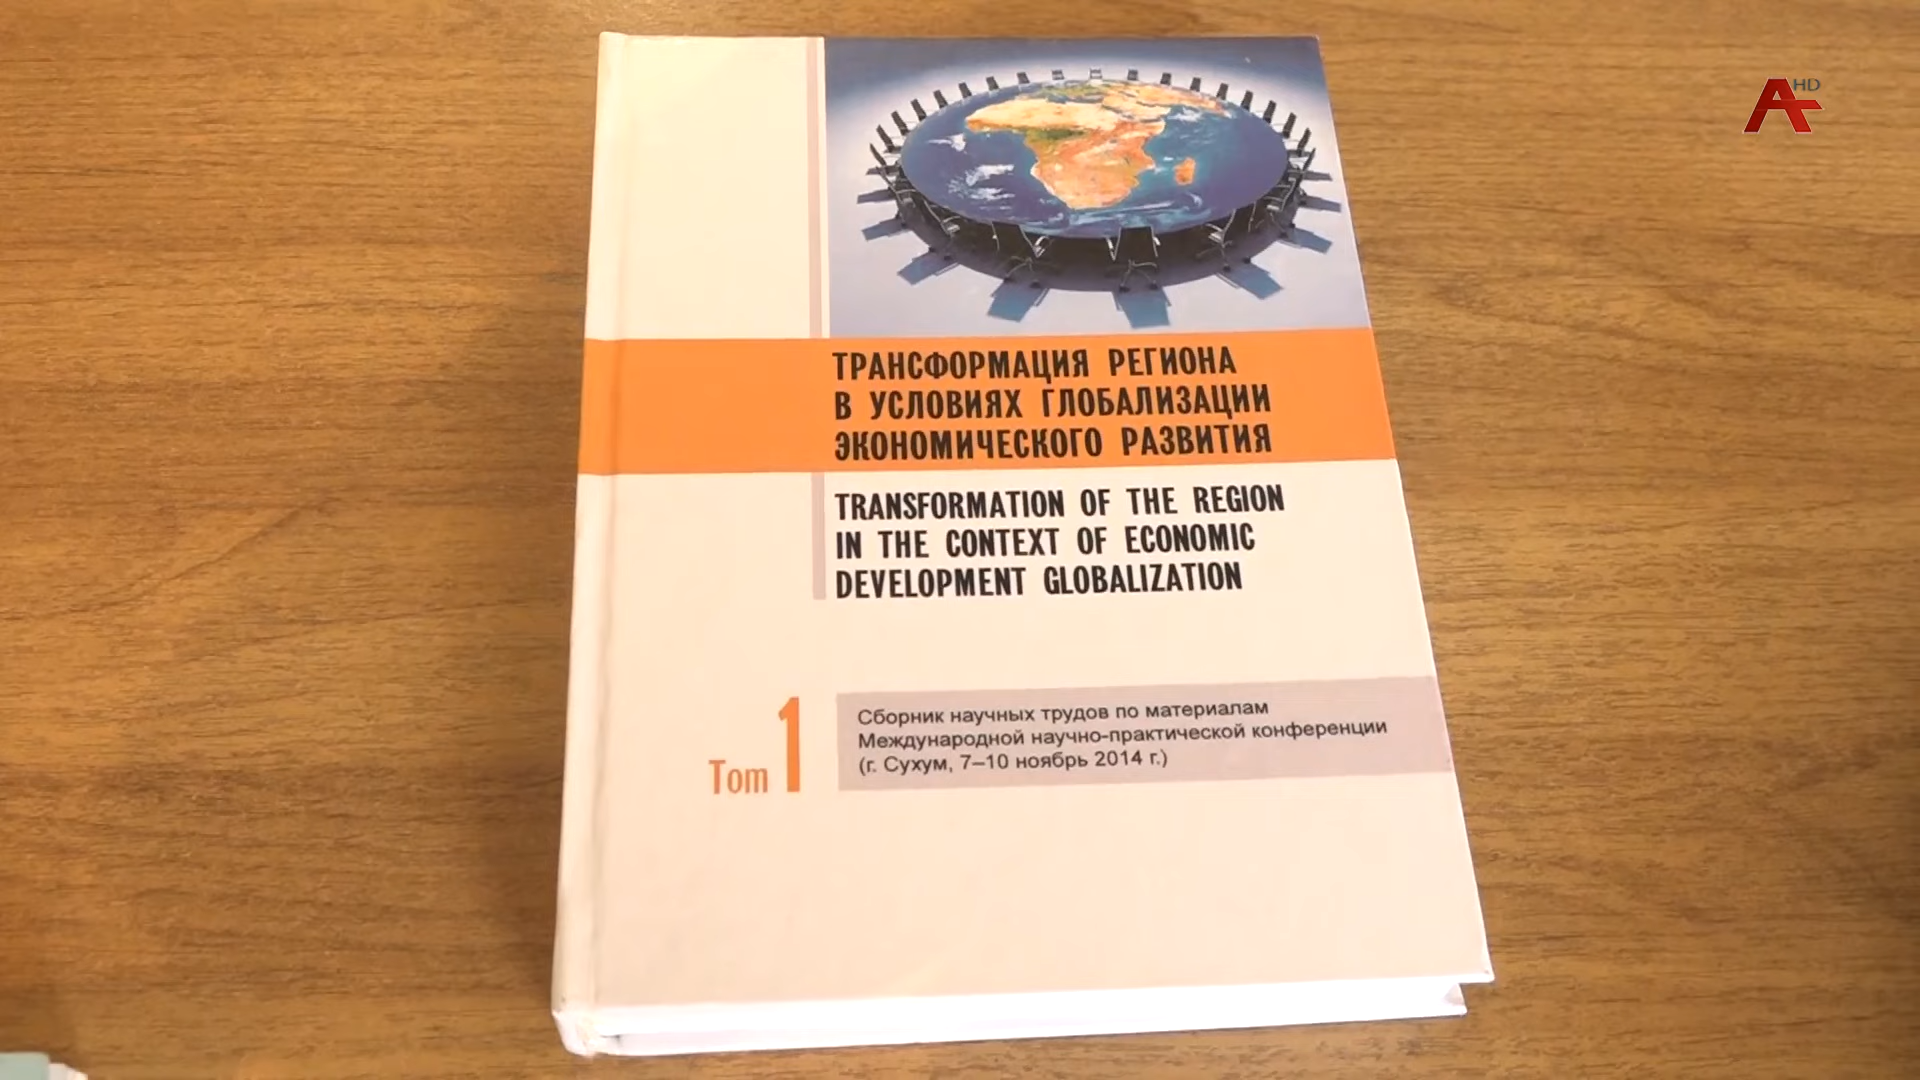 HD
ТРАНСФОРМАЦИЯ РЕГИОНА
В УСЛОВИЯХ ГЛОБАЛИЗАЦИИ
ЭКОНОМИЧЕСКОГО РАЗВИТИЯ
TRANSFORMATION OF THE REGION
IN THE CONTEXT OF ECONOMIC
DEVELOPMENT GLOBALIZATION
Том 1
Сборник научных трудов по материалам
Международной научно-практической конференции
(г. Сухум, 7–10 ноябрь 2014 г.)